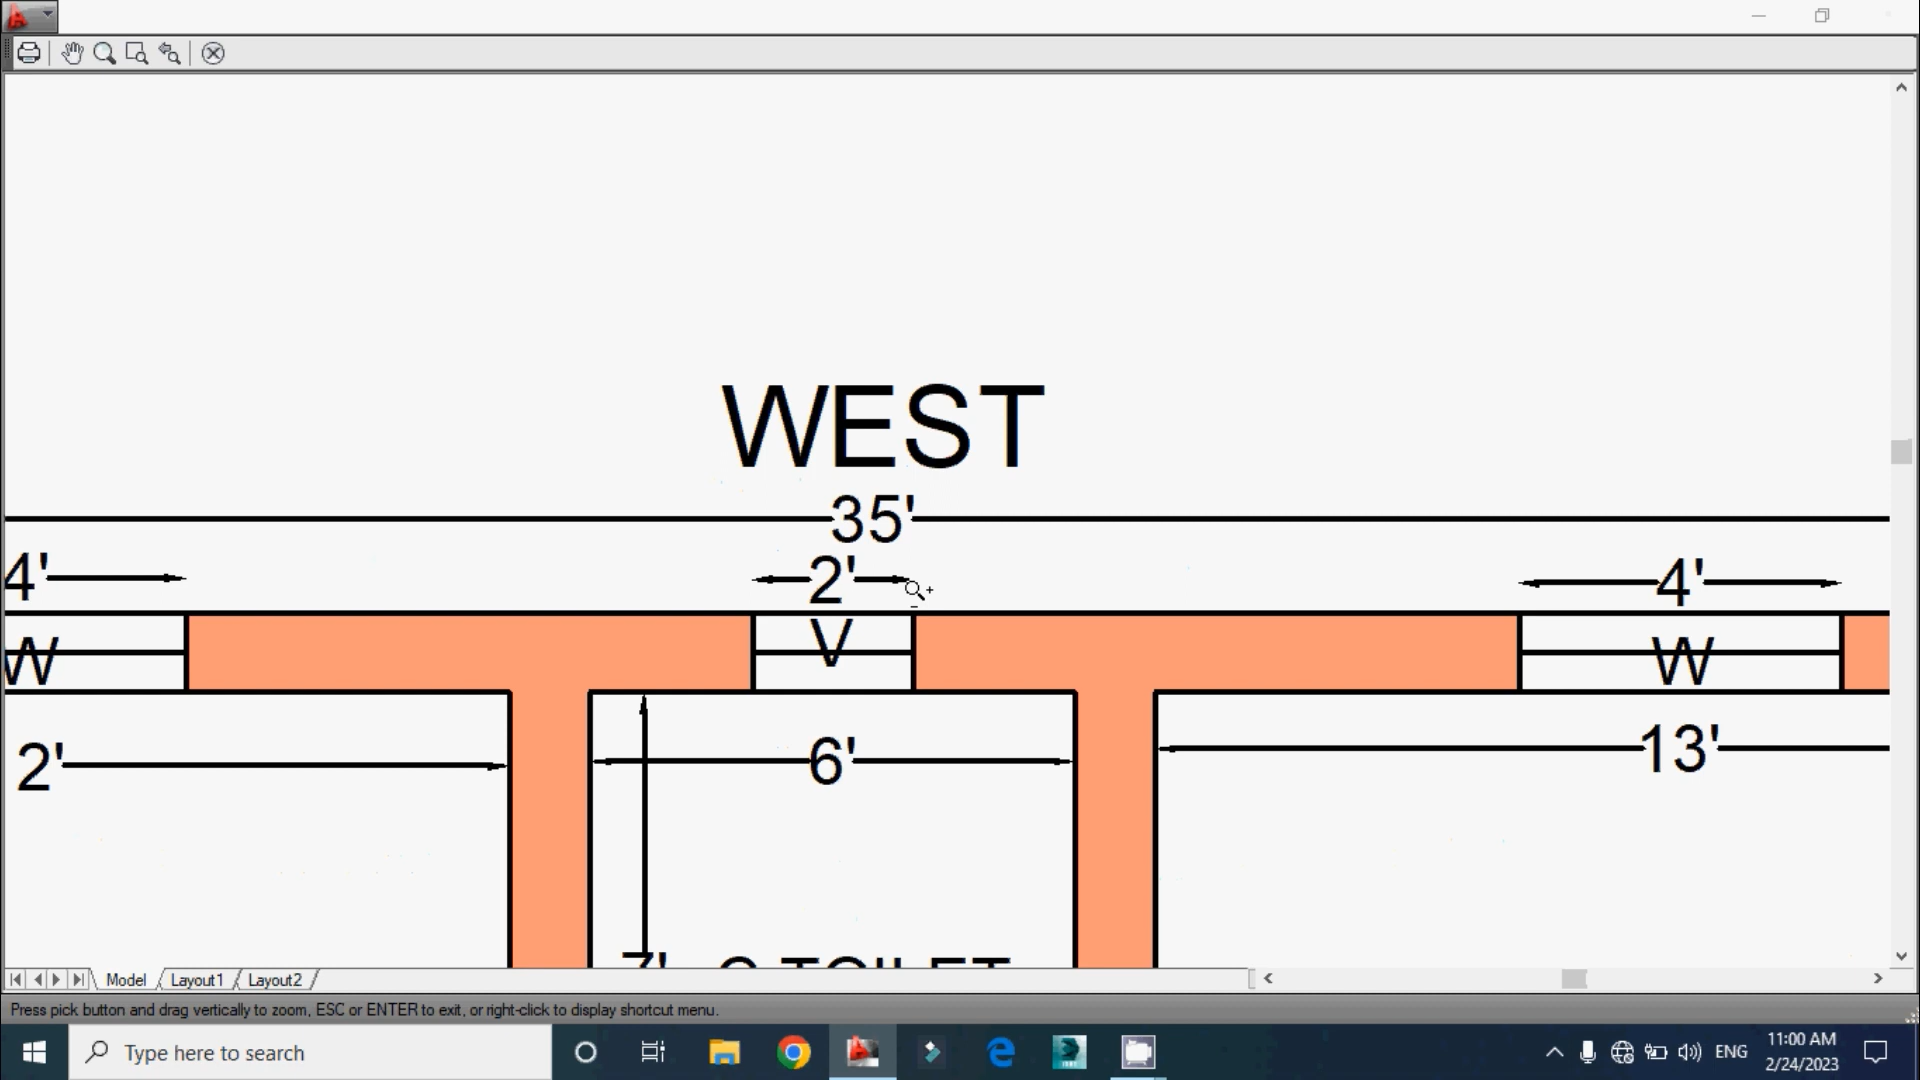 WEST
35'
4'
2'
4'
W
V
W
2'
6'
13'
7'
C.TOILET
Model
Layout1
Layout2
Press pick button and drag vertically to zoom, ESC or ENTER to exit, or right-click to display shortcut menu.
Type here to search
ENG
11:00 AM
2/24/2023